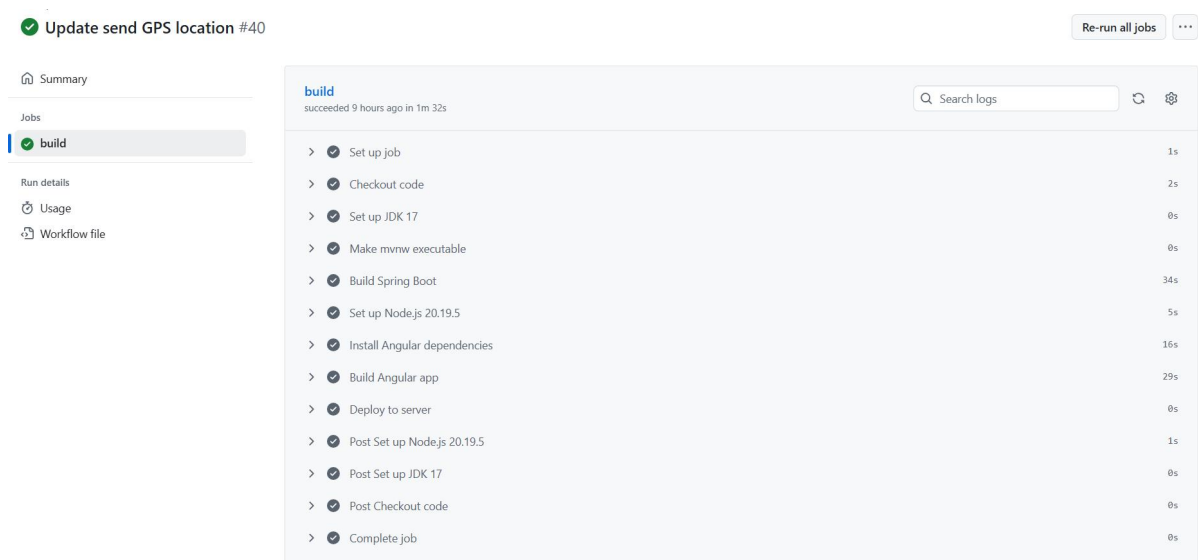 Update send GPS location #40
Re-run all jobs
...
Summary
Jobs
build
Run details
Usage
Workflow file
build
succeeded 9 hours ago in 1m 32s
Search logs
Set up job 1s
Checkout code 2s
Set up JDK 17 0s
Make mvnw executable 0s
Build Spring Boot 34s
Set up Node.js 20.19.5 5s
Install Angular dependencies 16s
Build Angular app 29s
Deploy to server 0s
Post Set up Node.js 20.19.5 1s
Post Set up JDK 17 0s
Post Checkout code 0s
Complete job 0s